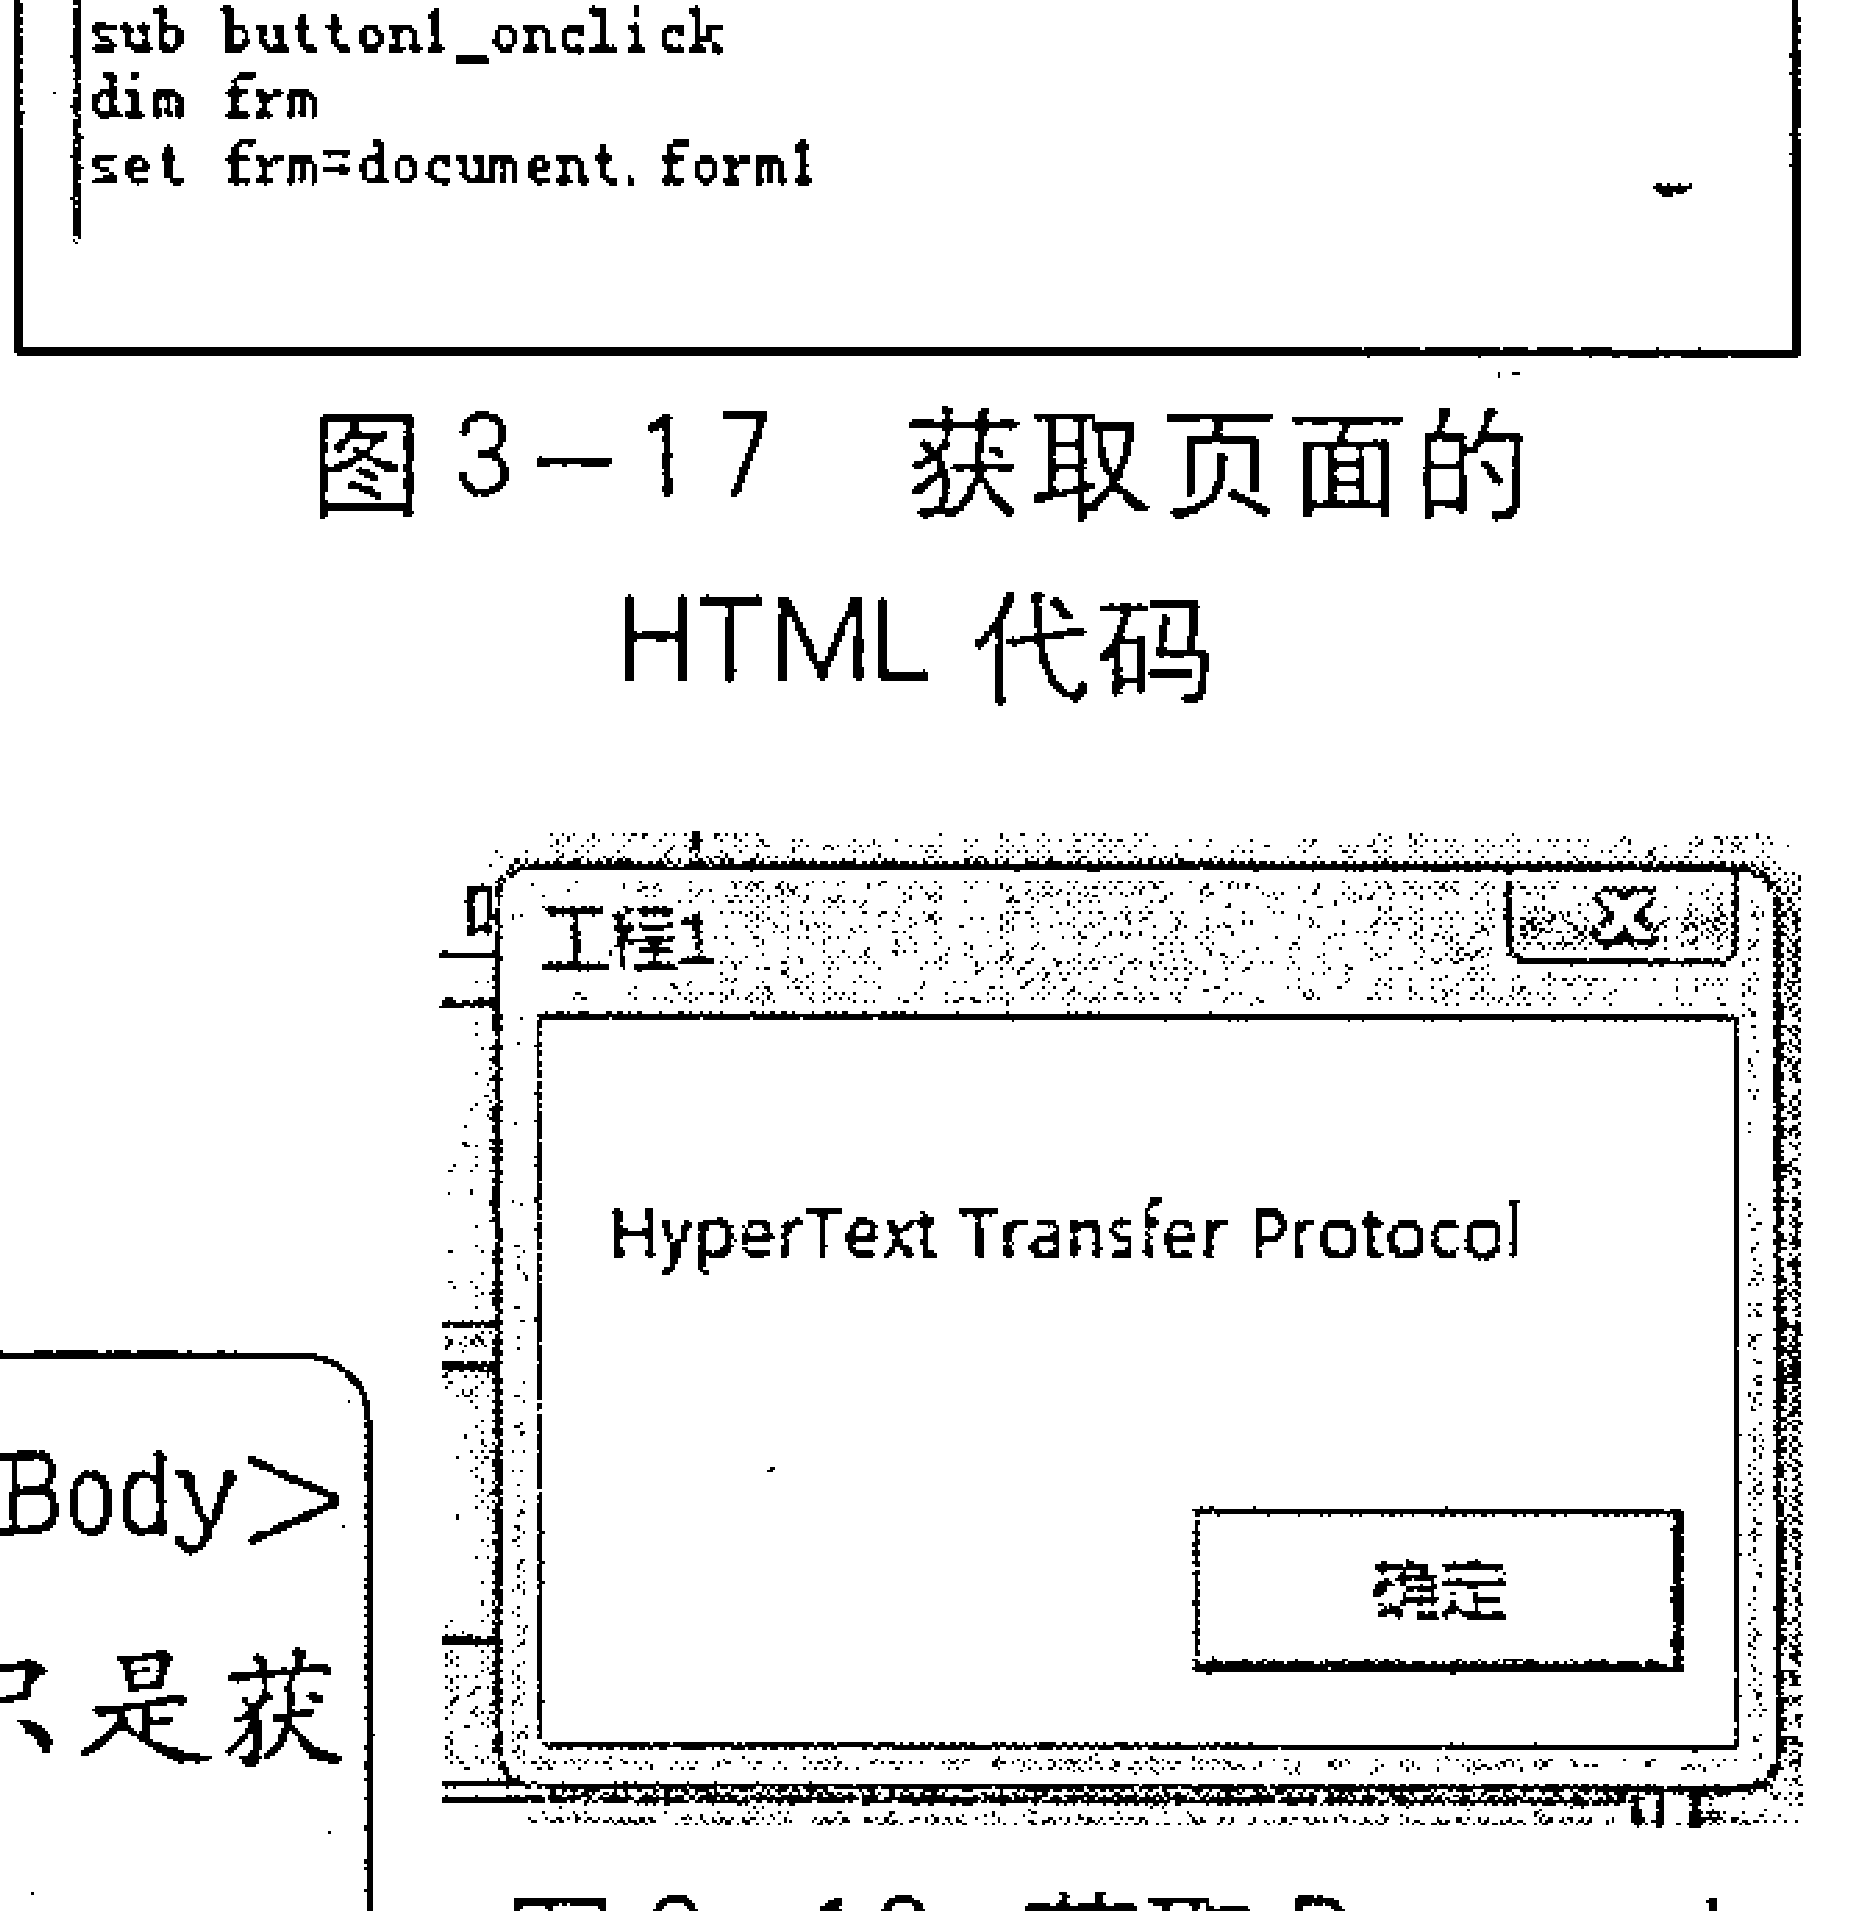 sub button1_onclick
dim frm
set frm=document.form1
图3-17 获取页面的
HTML 代码
工程1
HyperText Transfer Protocol
确定
Body>
只是获